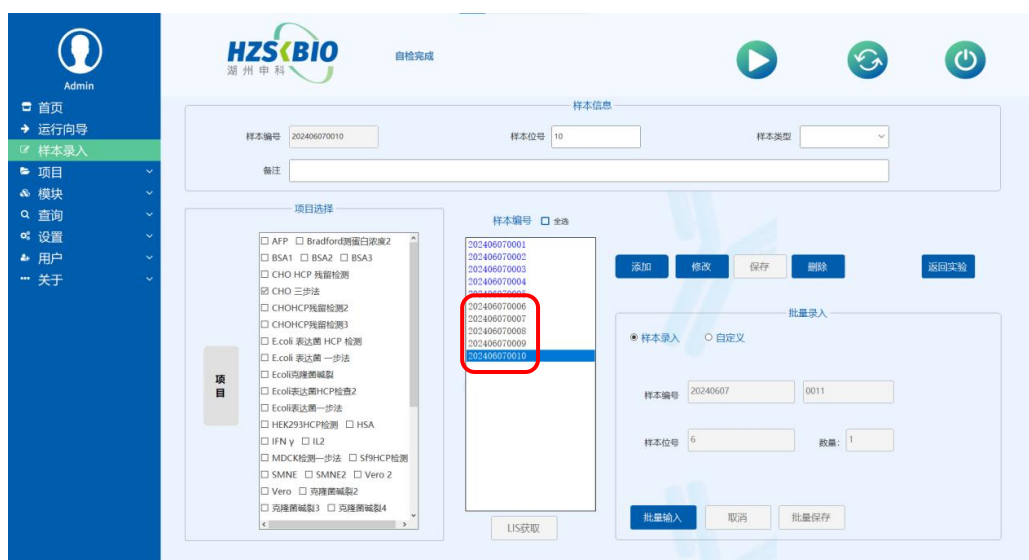 Admin
首页
运行向导
样本录入
项目
模块
查询
设置
用户
关于
HZSKBIO
湖州申科
自检完成
样本信息
样本编号 202406070010 样本位号 10 样本类型
备注
项目选择
项目
AFP Bradford测蛋白浓度2
BSA1 BSA2 BSA3
CHO HCP 残留检测
CHO 三步法
CHOHCP残留检测2
CHOHCP残留检测3
E.coli 表达菌 HCP 检测
E.coli 表达菌 一步法
Ecoli克隆菌碱裂
Ecoli表达菌HCP检查2
Ecoli表达菌一步法
HEK293HCP检测 HSA
IFN γ IL2
MDCK检测一步法 Sf9HCP检测
SMNE SMNE2 Vero 2
Vero 克隆菌碱裂2
克隆菌碱裂3 克隆菌碱裂4
样本编号 全选
202406070001
202406070002
202406070003
202406070004
202406070005
202406070006
202406070007
202406070008
202406070009
202406070010
LIS获取
添加 修改 保存 删除 返回实验
批量录入
样本录入 自定义
样本编号 20240607 0011
样本位号 6 数量: 1
批量输入 取消 批量保存